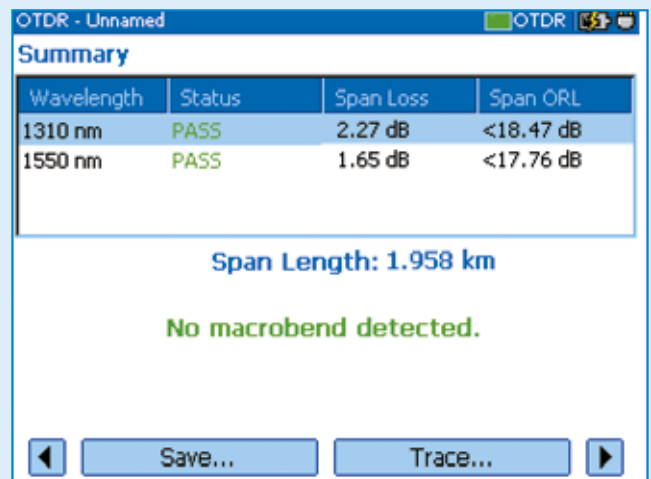 OTDR - Unnamed OTDR
Summary
Wavelength Status Span Loss Span ORL
1310 nm PASS 2.27 dB <18.47 dB
1550 nm PASS 1.65 dB <17.76 dB
Span Length: 1.958 km
No macrobend detected.
Save... Trace...